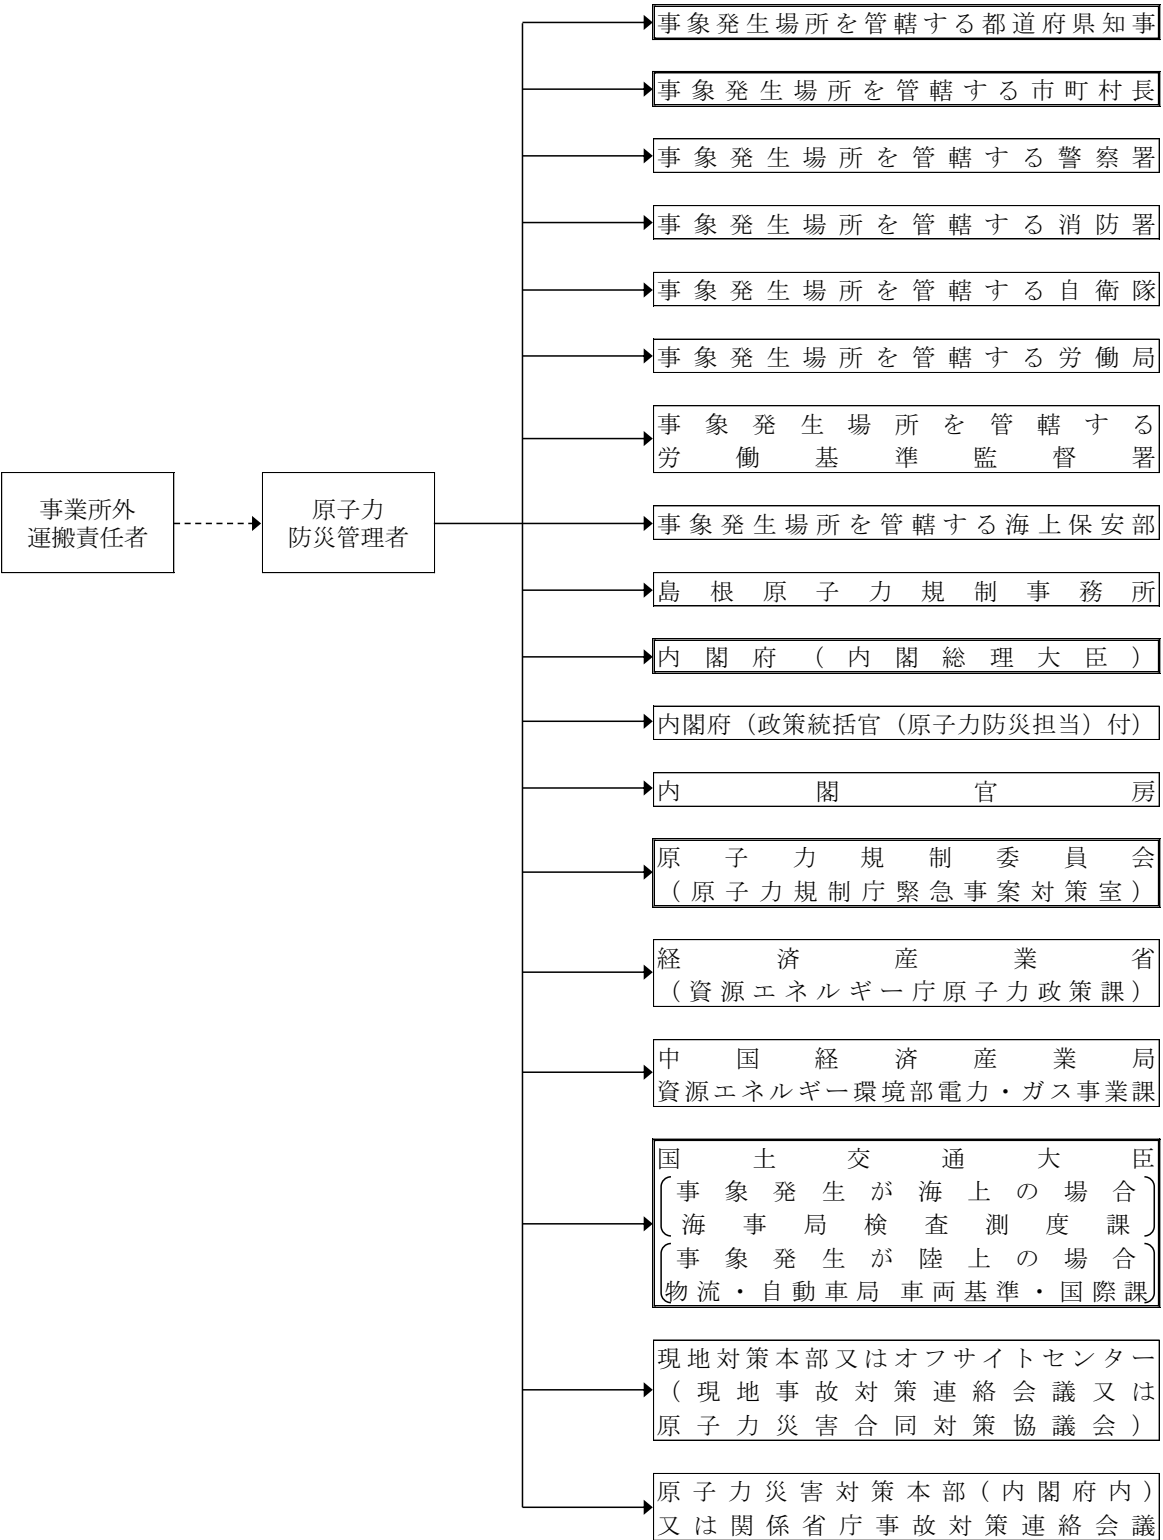 事象発生場所を管轄する都道府県知事
事象発生場所を管轄する市町村長
事象発生場所を管轄する警察署
事象発生場所を管轄する消防署
事象発生場所を管轄する自衛隊
事象発生場所を管轄する労働局
事象発生場所を管轄する
労働基準監督署
事業所外
運搬責任者
原子力
防災管理者
事象発生場所を管轄する海上保安部
島根原子力規制事務所
内閣府(内閣総理大臣)
内閣府(政策統括官(原子力防災担当)付)
内閣官房
原子力規制委員会
(原子力規制庁緊急事案対策室)
経済産業省
(資源エネルギー庁原子力政策課)
中国経済産業局
資源エネルギー環境部電力・ガス事業課
国土交通大臣
事象発生が海上の場合
海事局検査測度課
事象発生が陸上の場合
物流・自動車局 車両基準・国際課
現地対策本部又はオフサイトセンター
(現地事故対策連絡会議又は
原子力災害合同対策協議会)
原子力災害対策本部(内閣府内)
又は関係省庁事故対策連絡会議